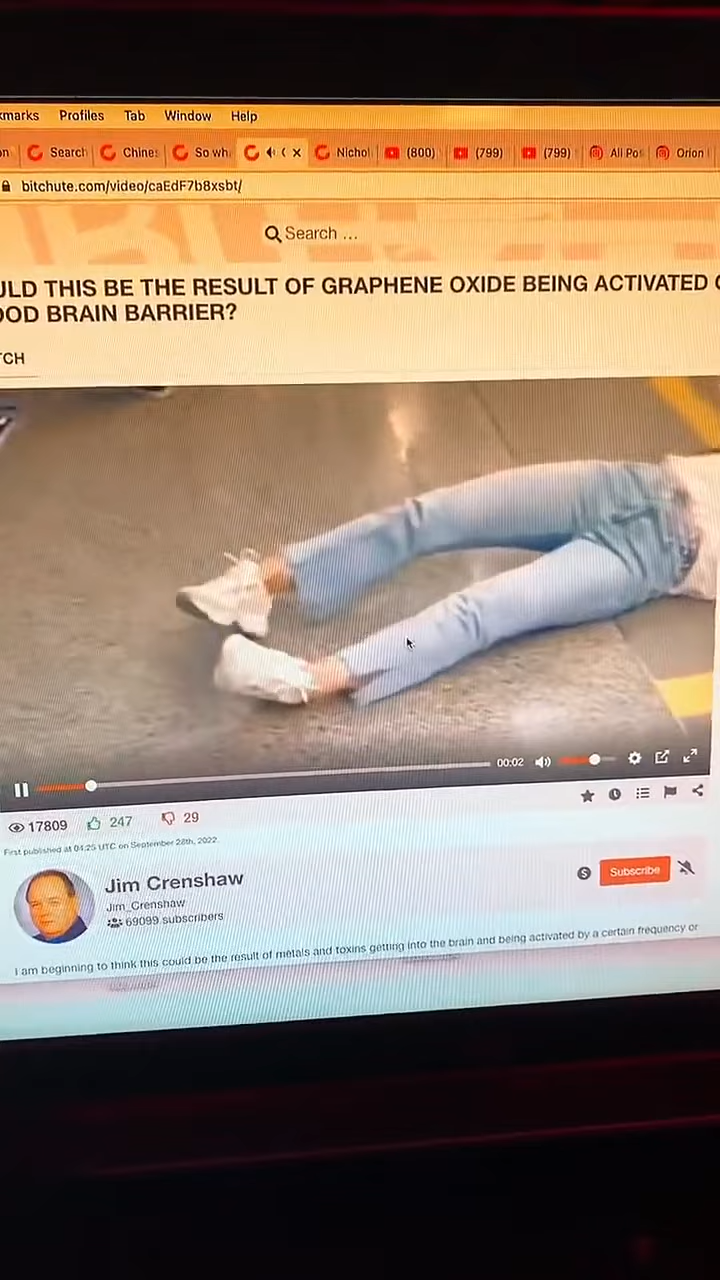 kmarks Profiles Tab Window Help
on Search Chine: So wh ( × Nichol (800) (799) (799) All Po: Orion
bitchute.com/video/caEdF7b8xsbt/
Search ...
ULD THIS BE THE RESULT OF GRAPHENE OXIDE BEING ACTIVATED
OOD BRAIN BARRIER?
TCH
00:02
17809 247 29
First published at 04:25 UTC on September 28th, 2022.
Jim Crenshaw
Jim_Crenshaw
69099 subscribers
Subscribe
I am beginning to think this could be the result of metals and toxins getting into the brain and being activated by a certain frequency or